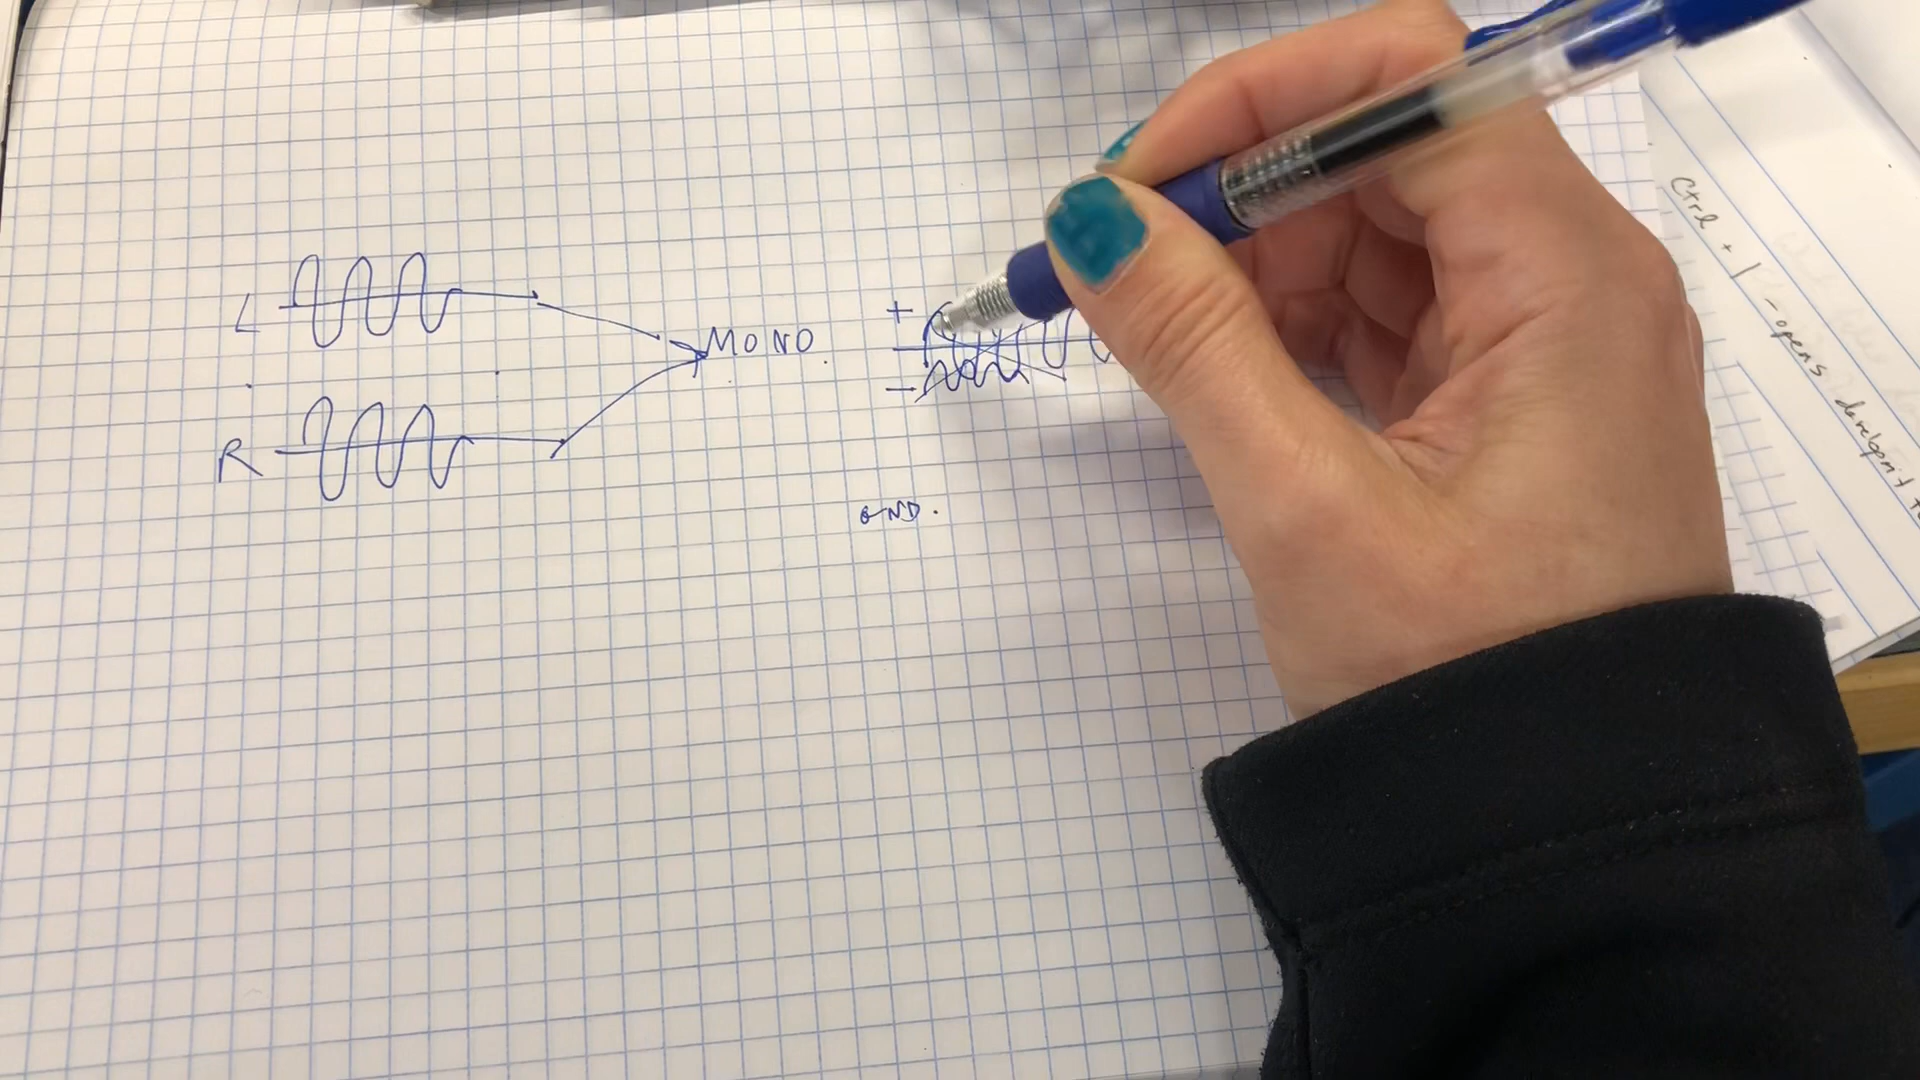 L
R
MONO.
+
-
GND.
Ctrl + | - opens